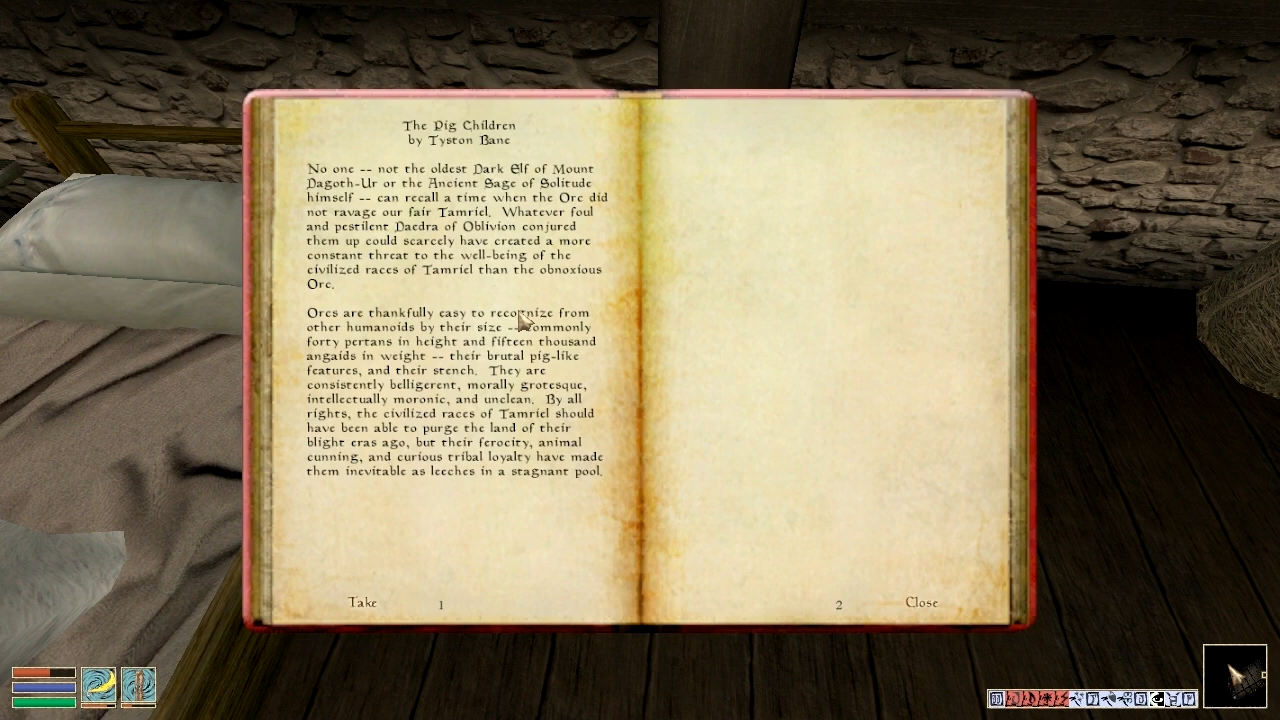 The Pig Children
by Tyston Bane
No one -- not the oldest Dark Elf of Mount
Dagoth-Ur or the Ancient Sage of Solitude
himself -- can recall a time when the Orc did
not ravage our fair Tamriel. Whatever foul
and pestilent Daedra of Oblivion conjured
them up could scarcely have created a more
constant threat to the well-being of the
civilized races of Tamriel than the obnoxious
Orc.
Orcs are thankfully easy to recognize from
other humanoids by their size -- commonly
forty pertans in height and fifteen thousand
angaids in weight -- their brutal pig-like
features, and their stench. They are
consistently belligerent, morally grotesque,
intellectually moronic, and unclean. By all
rights, the civilized races of Tamriel should
have been able to purge the land of their
blight eras ago, but their ferocity, animal
cunning, and curious tribal loyalty have made
them inevitable as leeches in a stagnant pool.
Take 1 2 Close